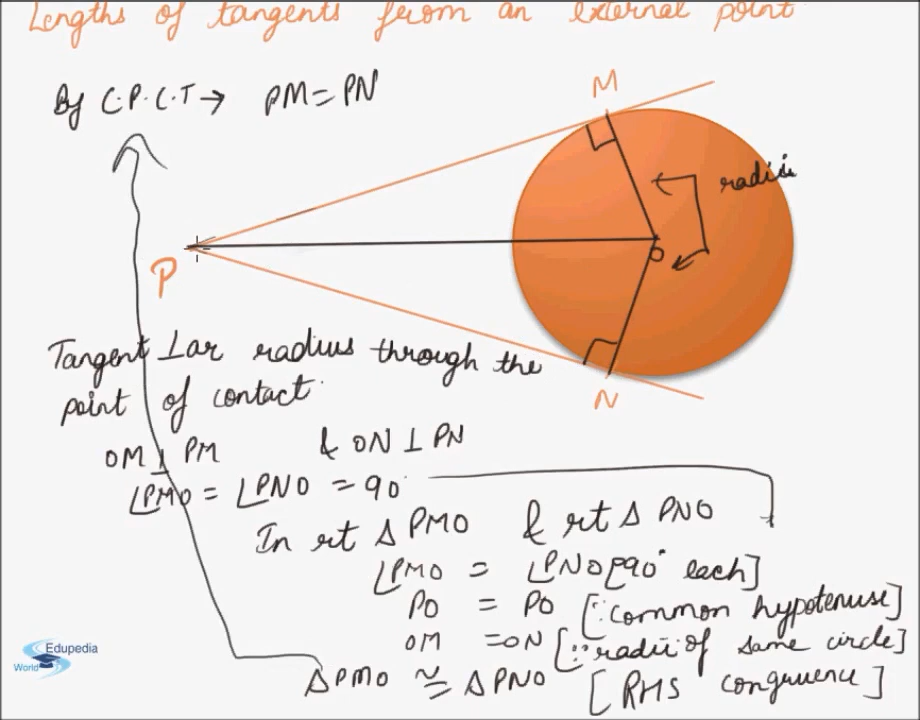 Lengths of tangents from an external point
By C.P.C.T → PM = PN
M
radii
O
P
N
Tangent ⊥ar radius through the
point of contact.
OM ⊥ PM & ON ⊥ PN
∠PMO = ∠PNO = 90°
In rt Δ PMO & rt Δ PNO
∠PMO = ∠PNO [90° each]
PO = PO [∵ common hypotenuse]
OM = ON [∵ radii of same circle]
ΔPMO ≅ ΔPNO [RHS congruence]
Edupedia
World